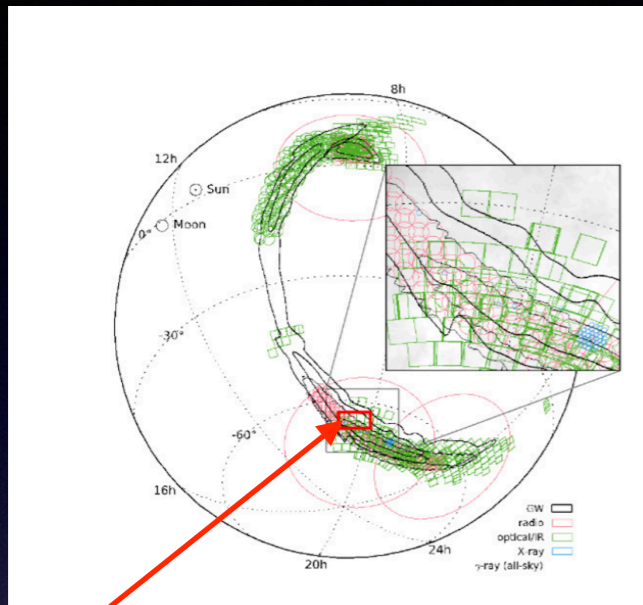 8h
12h
Sun
Moon
0°
-30°
-60°
16h
20h
24h
GW
radio
optical/IR
X-ray
γ-ray (all-sky)